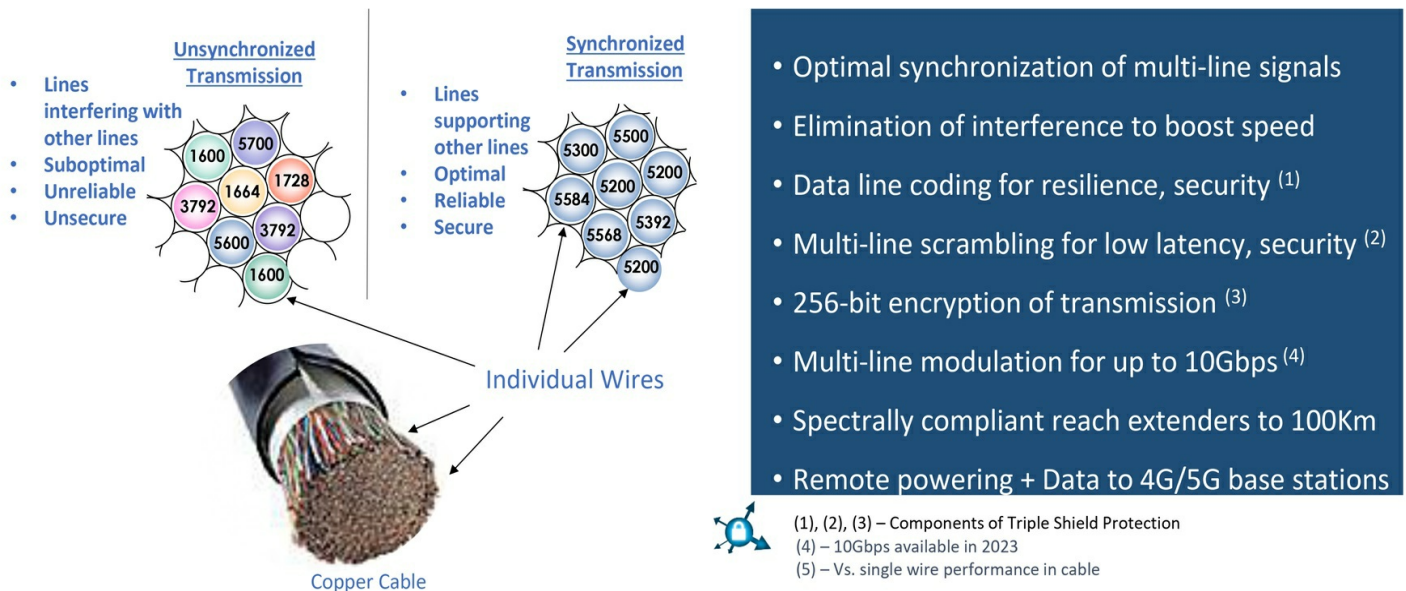 Unsynchronized
Transmission
• Lines
interfering with
other lines
• Suboptimal
• Unreliable
• Unsecure
1600
5700
1728
1664
3792
3792
5600
1600
Synchronized
Transmission
• Lines
supporting
other lines
• Optimal
• Reliable
• Secure
5300
5500
5200
5200
5584
5392
5568
5200
Individual Wires
Copper Cable
• Optimal synchronization of multi-line signals
• Elimination of interference to boost speed
• Data line coding for resilience, security (1)
• Multi-line scrambling for low latency, security (2)
• 256-bit encryption of transmission (3)
• Multi-line modulation for up to 10Gbps (4)
• Spectrally compliant reach extenders to 100Km
• Remote powering + Data to 4G/5G base stations
(1), (2), (3) – Components of Triple Shield Protection
(4) – 10Gbps available in 2023
(5) – Vs. single wire performance in cable